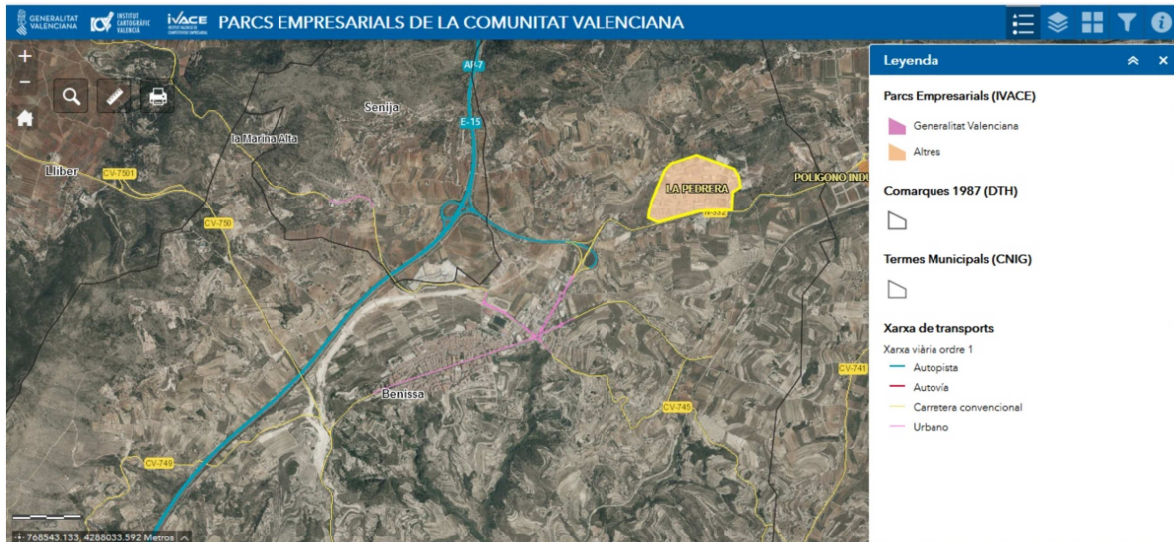 GENERALITAT
VALENCIANA
INSTITUT
CARTOGRÀFIC
VALENCIÀ
IVACE
PARCS EMPRESARIALS DE LA COMUNITAT VALENCIANA
Leyenda
Parcs Empresarials (IVACE)
Generalitat Valenciana
Altres
Comarques 1987 (DTH)
Termes Municipals (CNIG)
Xarxa de transports
Xarxa viària ordre 1
Autopista
Autovía
Carretera convencional
Urbano
AP-7
Senija
E-15
la Marina Alta
Lliber
CV-7501
LA PEDRERA
POLIGONO INDU
N-332
CV-750
CV-741
Benissa
CV-745
CV-749
768543.133, 4288033.592 Metros